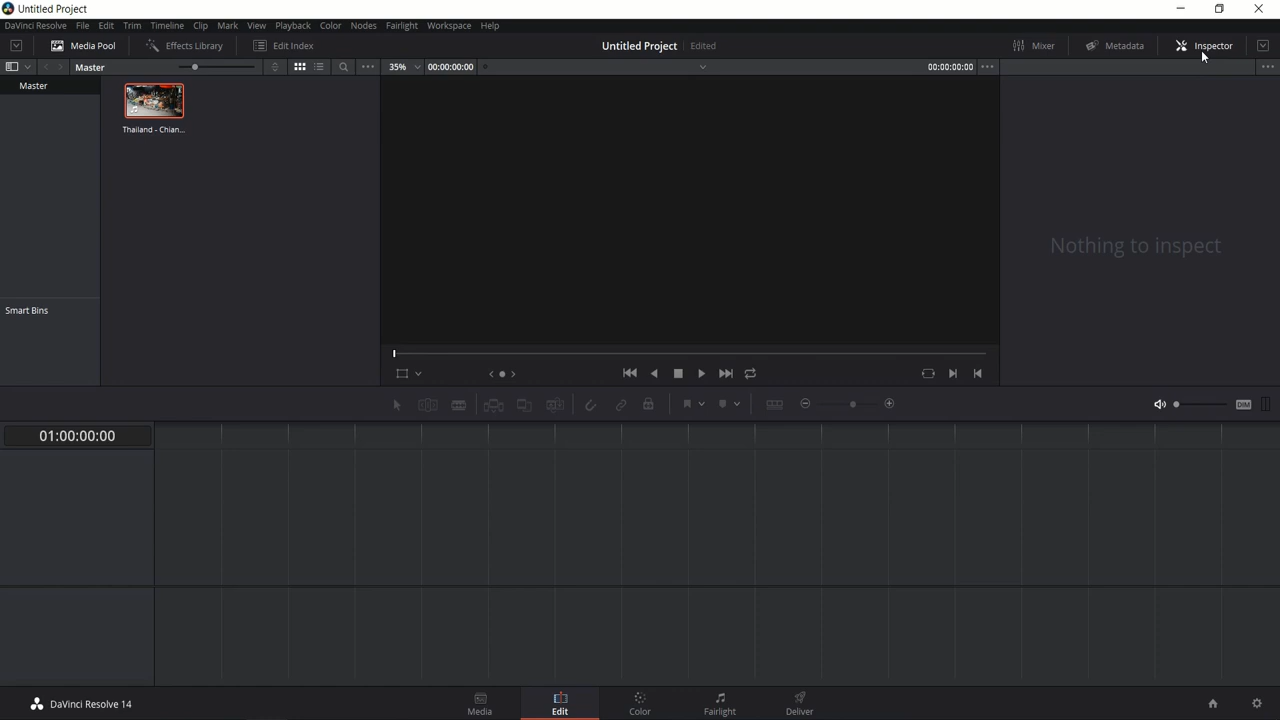 Untitled Project
DaVinci Resolve File Edit Trim Timeline Clip Mark View Playback Color Nodes Fairlight Workspace Help
Media Pool Effects Library Edit Index Untitled Project Edited Mixer Metadata Inspector
Master 35% 00:00:00:00 00:00:00:00
Master
Thailand - Chian...
Nothing to inspect
Smart Bins
DIM
01:00:00:00
DaVinci Resolve 14
Media Edit Color Fairlight Deliver